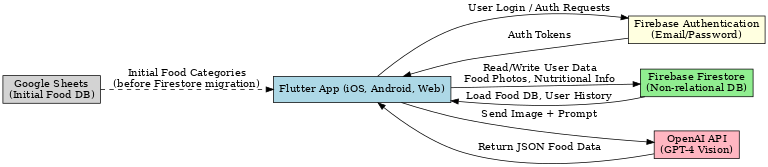 User Login / Auth Requests
Firebase Authentication
(Email/Password)
Auth Tokens
Google Sheets
(Initial Food DB)
Initial Food Categories
(before Firestore migration)
Flutter App (iOS, Android, Web)
Read/Write User Data
Food Photos, Nutritional Info
Firebase Firestore
(Non-relational DB)
Load Food DB, User History
Send Image + Prompt
OpenAI API
(GPT-4 Vision)
Return JSON Food Data